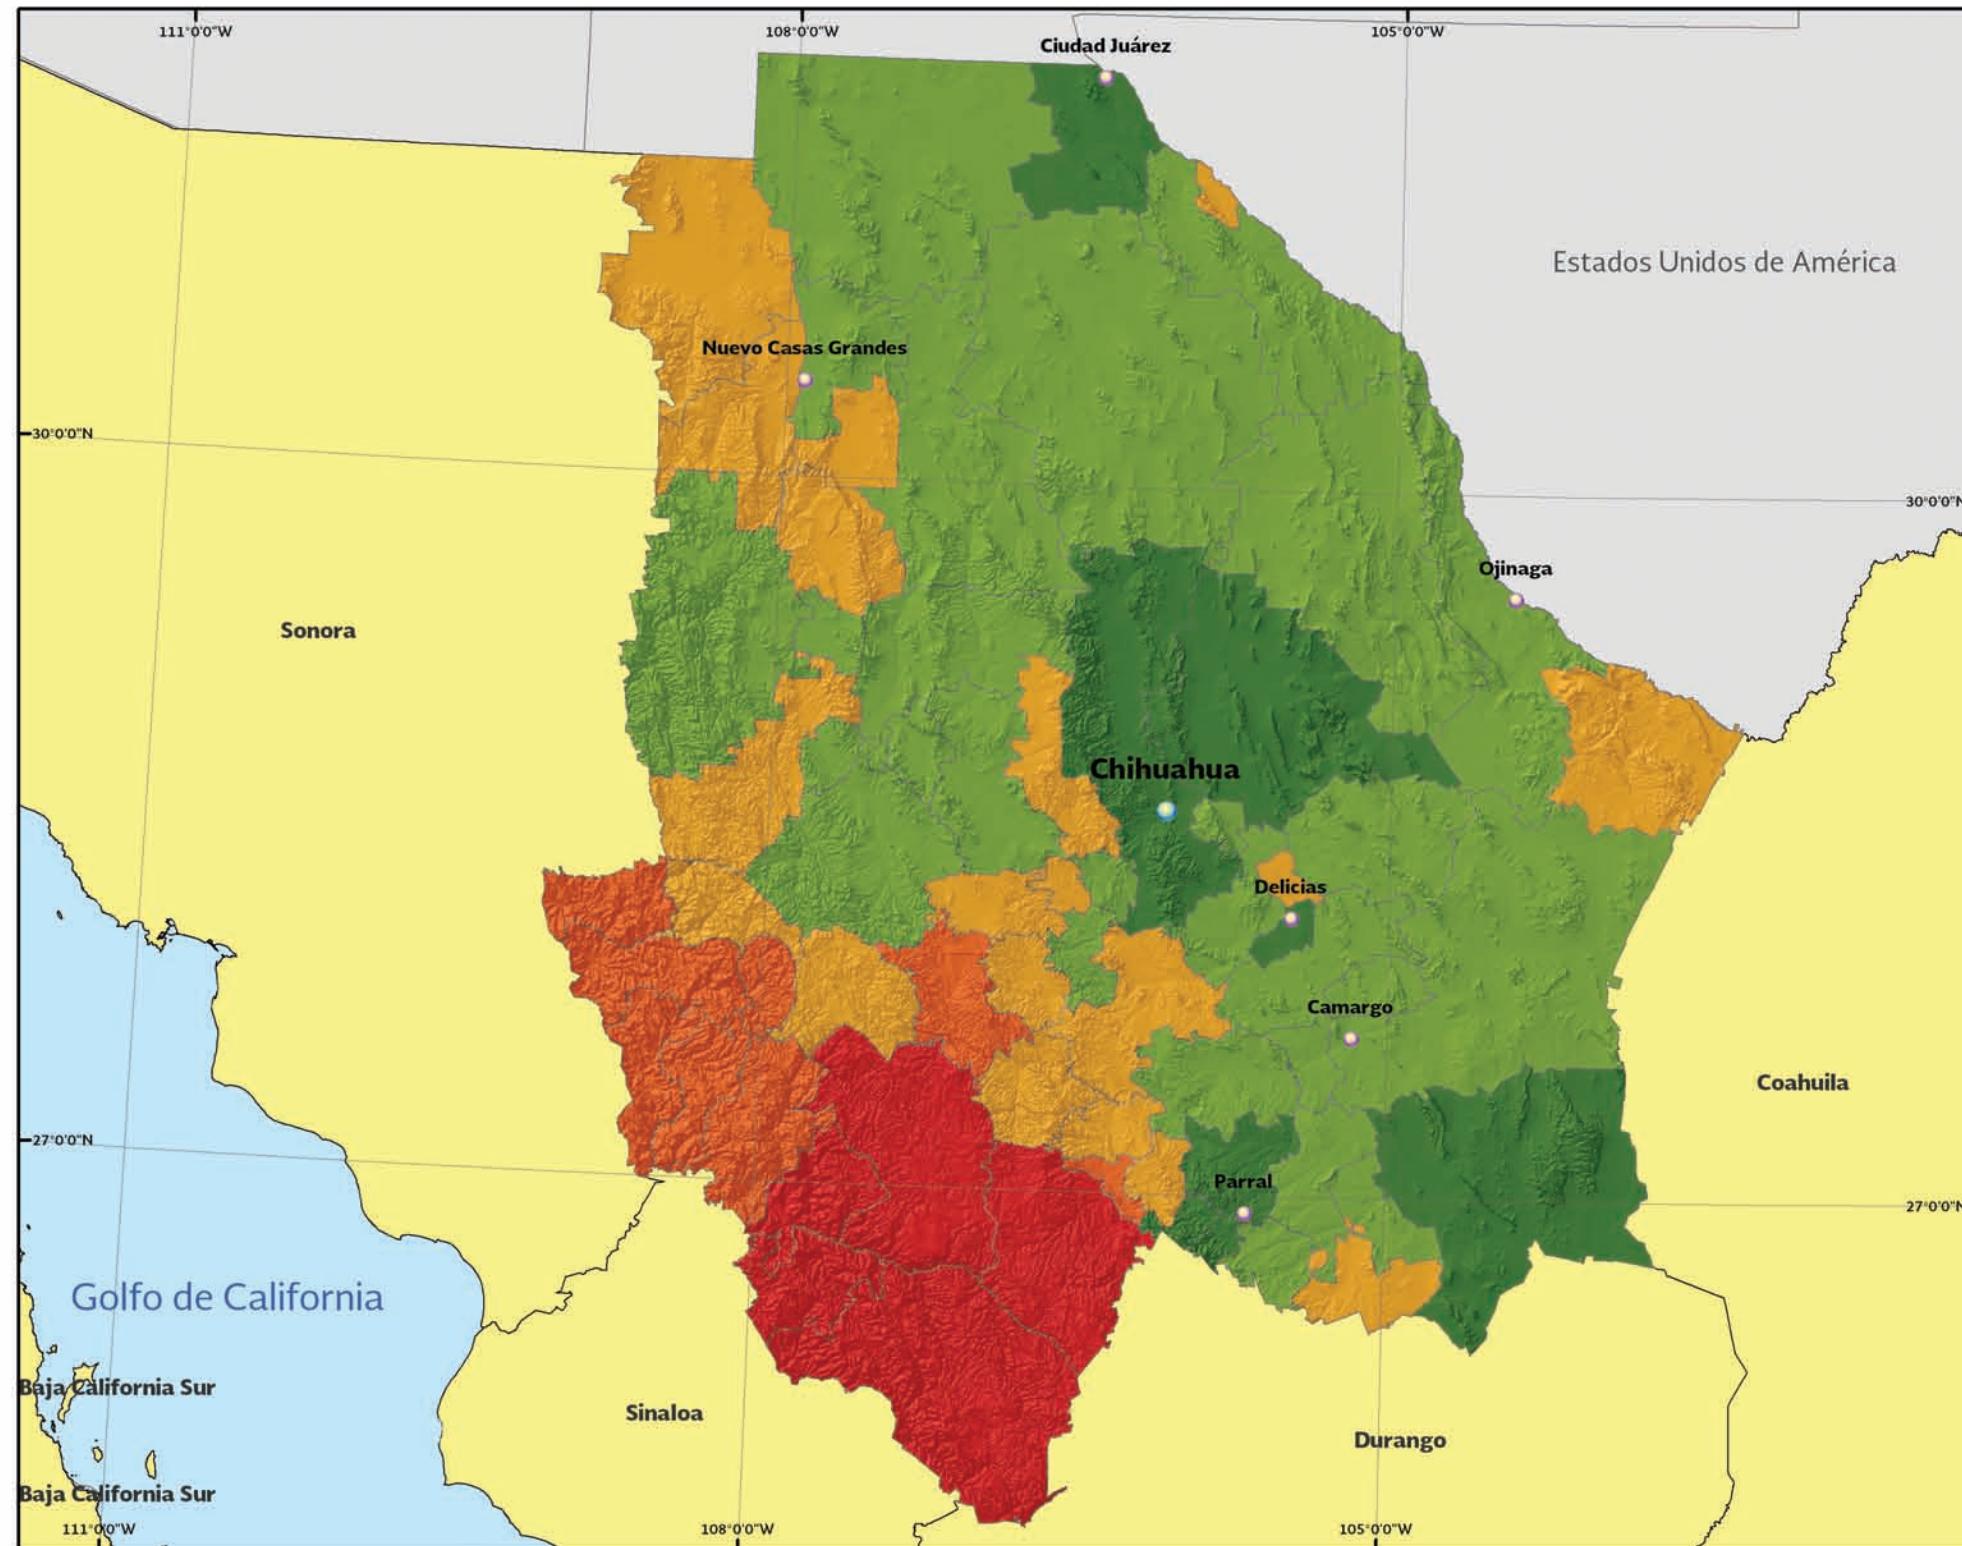 111°0'0"W
108°0'0"W
105°0'0"W
Ciudad Juárez
Estados Unidos de América
Nuevo Casas Grandes
30°0'0"N
30°0'0"N
Ojinaga
Sonora
Chihuahua
Delicias
Camargo
Coahuila
27°0'0"N
Parral
27°0'0"N
Golfo de California
Baja California Sur
Sinaloa
Durango
Baja California Sur
111°0'0"W
108°0'0"W
105°0'0"W